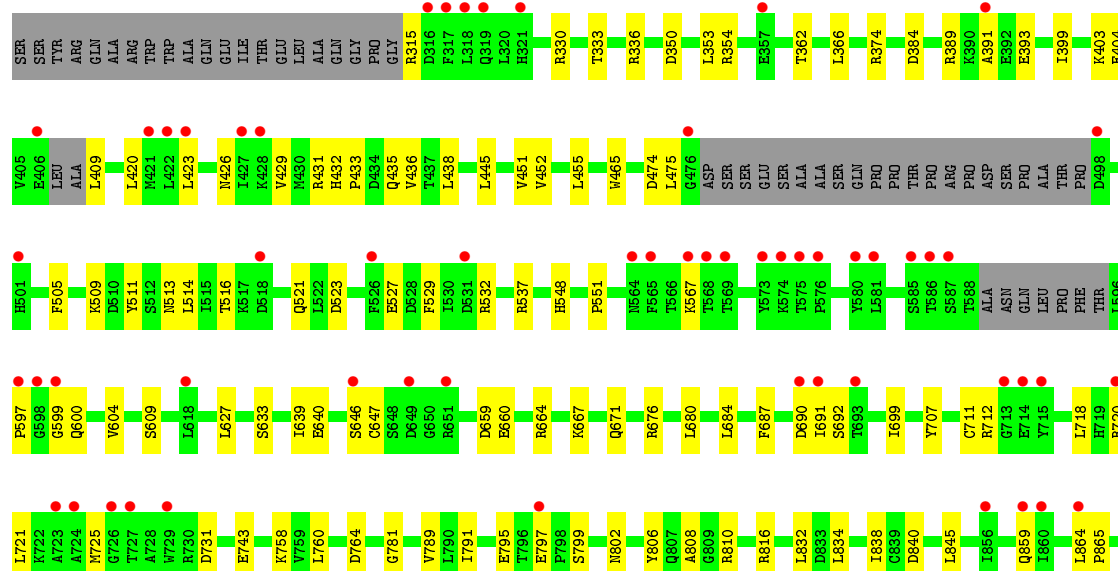 SER SER TYR ARG GLN ALA ARG TRP TRP ALA GLN GLU ILE THR GLU LEU ALA GLN GLY PRO GLY R315 D316 F317 L318 Q319 L320 H321 R330 T333 R336 D350 L353 R354 E357 T362 L366 R374 D384 R389 K390 A391 E392 E393 I399 K403 E404
V405 E406 LEU ALA L409 L420 M421 L422 L423 N426 I427 K428 V429 M430 R431 H432 P433 D434 Q435 V436 T437 L438 L445 V451 V452 L455 W465 D474 L475 G476 ASP SER SER GLU SER ALA ALA SER GLN PRO PRO THR PRO ARG PRO ASP SER PRO ALA THR PRO D498
H501 F505 K509 D510 Y511 S512 N513 L514 I515 T516 K517 D518 Q521 L522 D523 F526 E527 D528 F529 I530 D531 R532 R537 H548 P551 N564 F565 T566 K567 T568 T569 Y573 K574 T575 P576 Y580 L581 S585 T586 S587 T588 ALA ASN GLN LEU PRO PHE THR L596
P597 G598 G599 Q600 V604 S609 L618 L627 S633 I639 E640 S646 C647 S648 D649 G650 R651 D659 E660 R664 K667 Q671 R676 L680 L684 F687 D690 I691 S692 T693 I699 Y707 C711 R712 G713 E714 Y715 L718 H719
L721 K722 A723 A724 M725 G726 T727 A728 W729 R730 D731 E743 K758 V759 L760 D764 G781 V789 L790 I791 E795 T796 E797 P798 S799 N802 Y806 Q807 A808 G809 R810 R816 L832 D833 L834 I838 C839 D840 L845 I856 Q859 I860 L864 P865